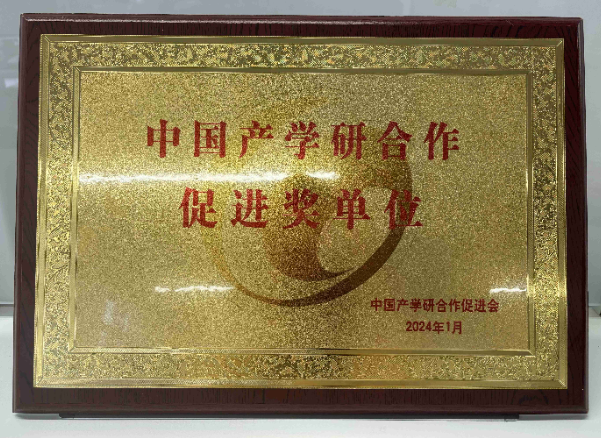 中国产学研合作
促进奖单位
中国产学研合作促进会
2024年1月